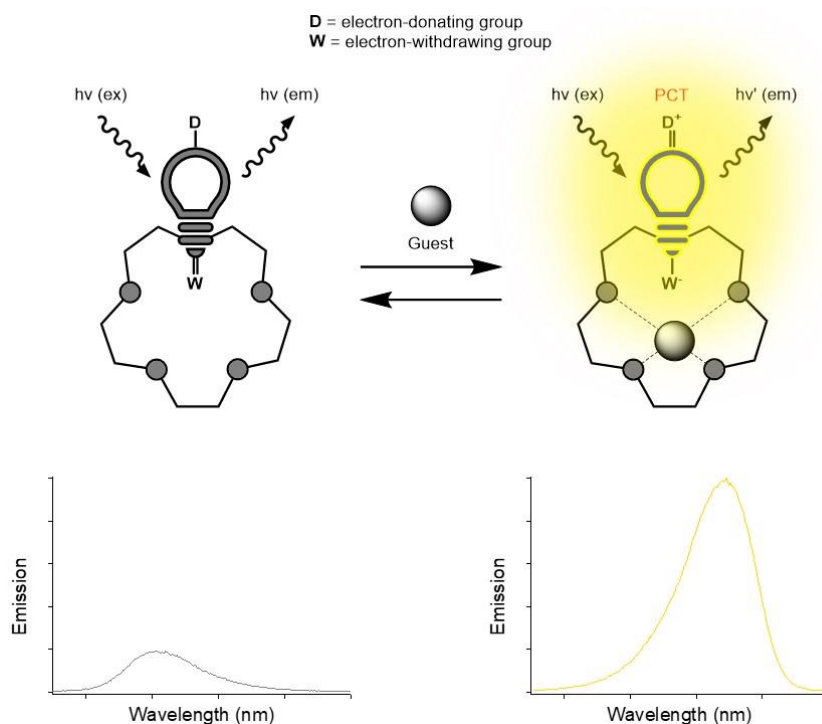 D = electron-donating group
W = electron-withdrawing group
hv (ex)
hv (em)
D
W
Guest
hv (ex)
PCT
hv' (em)
D+
W-
Emission
Wavelength (nm)
Emission
Wavelength (nm)